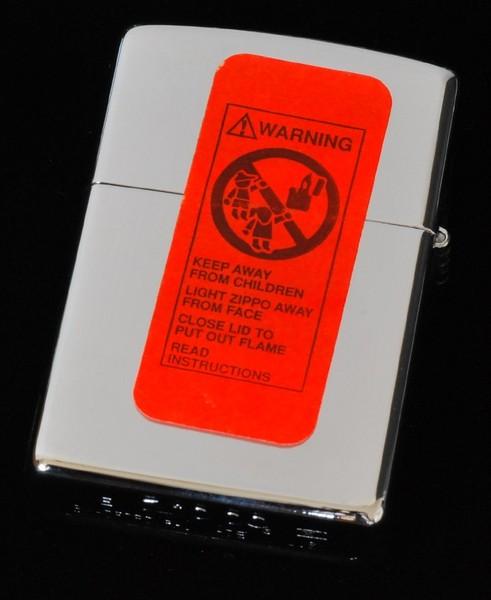 WARNING
KEEP AWAY
FROM CHILDREN
LIGHT ZIPPO AWAY
FROM FACE
CLOSE LID TO
PUT OUT FLAME
READ
INSTRUCTIONS